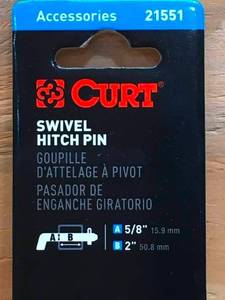 Accessories 21551
CURT
SWIVEL
HITCH PIN
GOUPILLE
D'ATTELAGE À PIVOT
PASADOR DE
ENGANCHE GIRATORIO
A 5/8" 15.9 mm
A B B 2" 50.8 mm